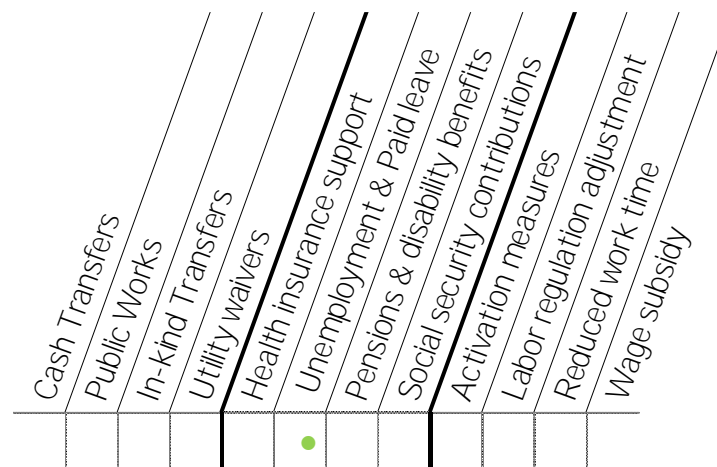 Cash Transfers
Public Works
In-Kind Transfers
Utility waivers
Health insurance support
Unemployment & Paid leave
Pensions & disability benefits
Social security contributions
Activation measures
Labor regulation adjustment
Reduced work time
Wage subsidy